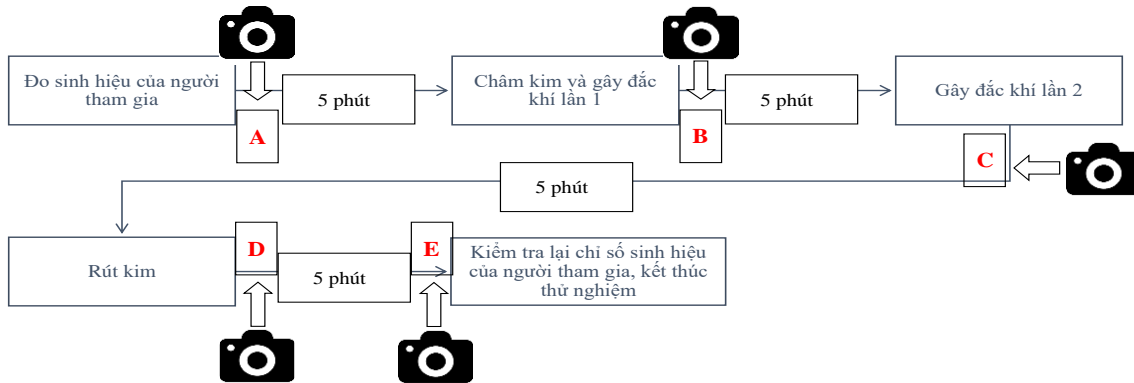 Đo sinh hiệu của người
tham gia
A
5 phút
Châm kim và gây đắc
khí lần 1
B
5 phút
Gây đắc khí lần 2
C
5 phút
Rút kim
D
5 phút
E
Kiểm tra lại chỉ số sinh hiệu
của người tham gia, kết thúc
thử nghiệm